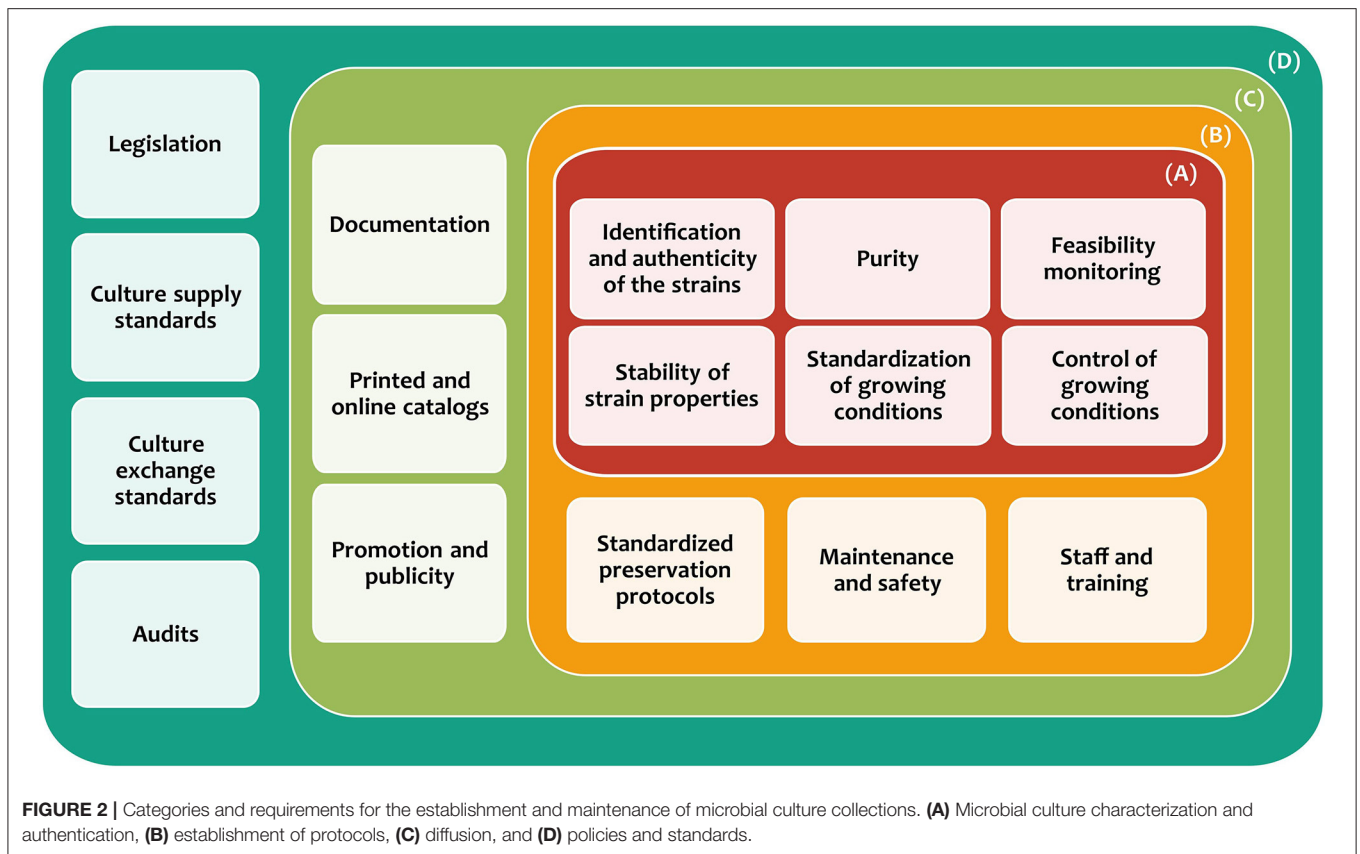 (D)
Legislation
Culture supply
standards
Culture
exchange
standards
Audits
(C)
Documentation
Printed and
online catalogs
Promotion and
publicity
(B)
(A)
Identification
and authenticity
of the strains
Purity
Feasibility
monitoring
Stability of
strain properties
Standardization
of growing
conditions
Control of
growing
conditions
Standardized
preservation
protocols
Maintenance
and safety
Staff and
training
FIGURE 2 | Categories and requirements for the establishment and maintenance of microbial culture collections. (A) Microbial culture characterization and
authentication, (B) establishment of protocols, (C) diffusion, and (D) policies and standards.